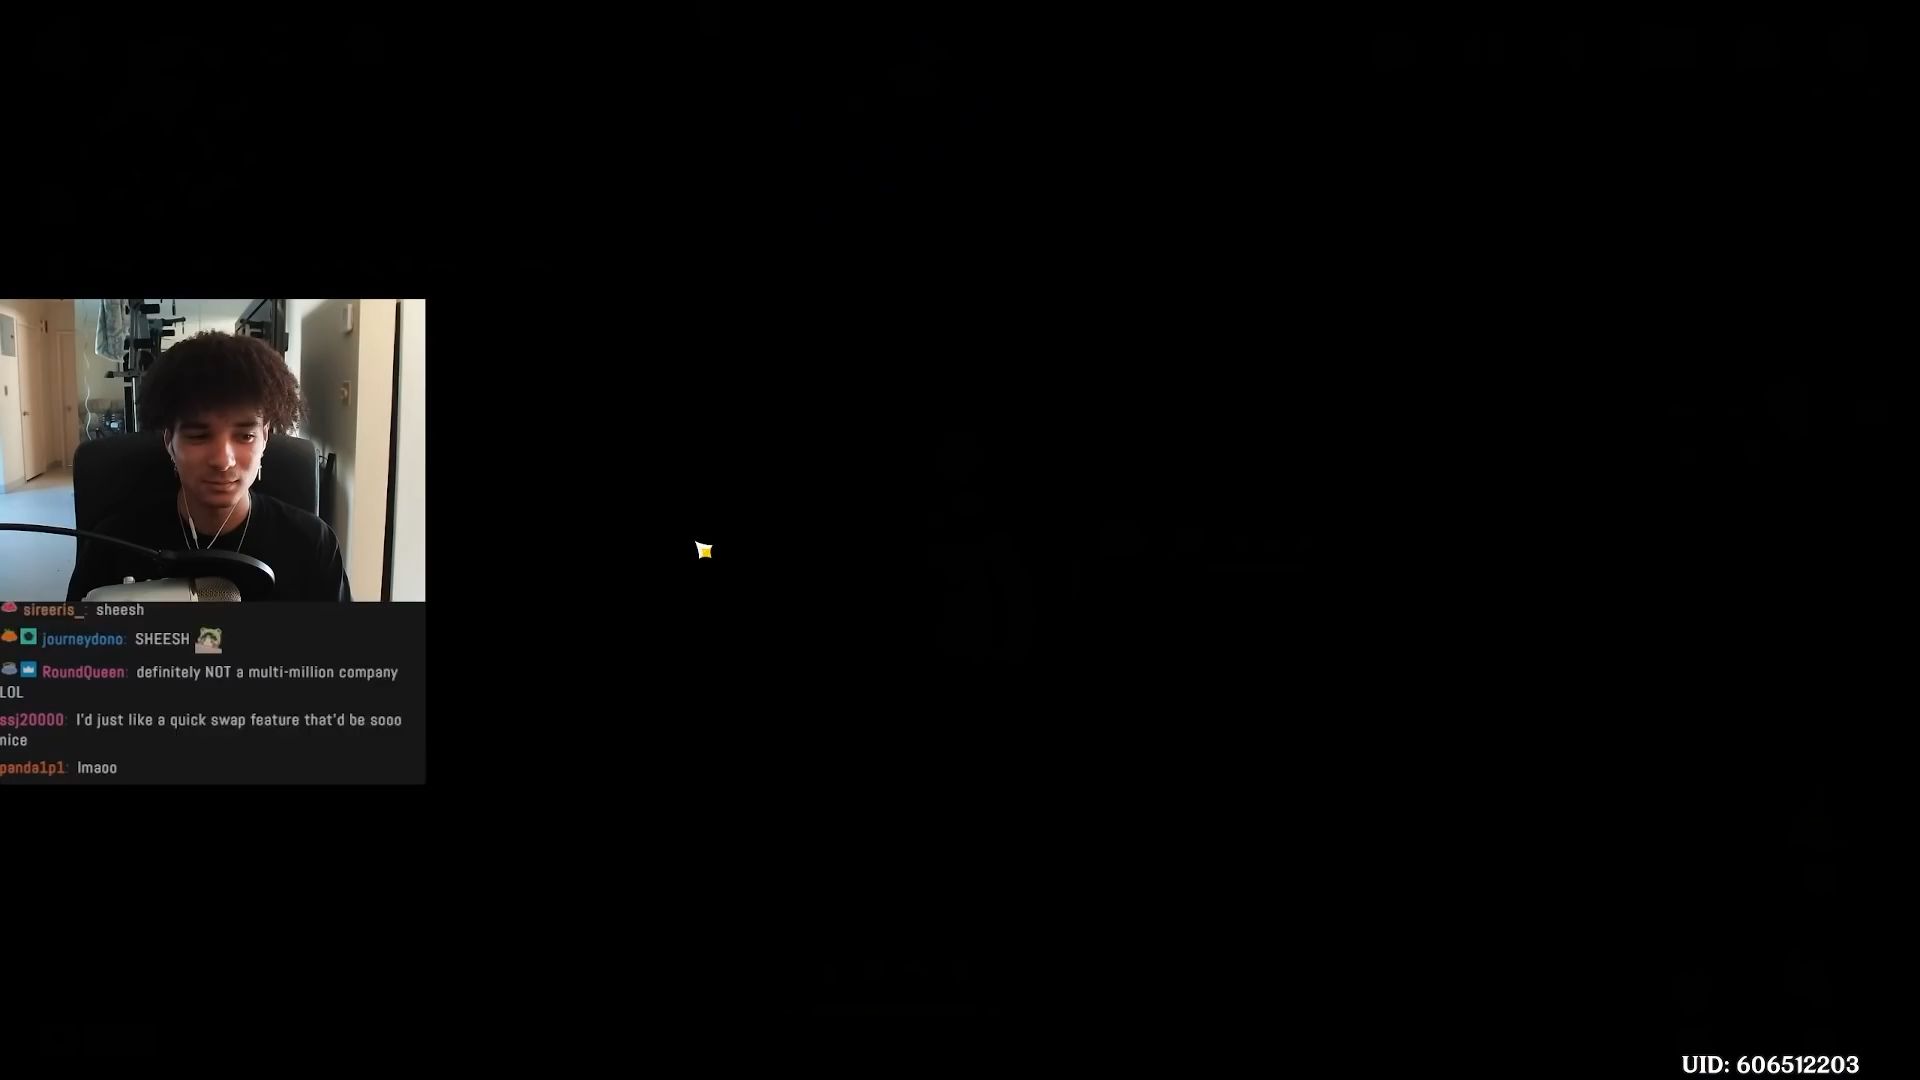 sireeris_: sheesh
journeydono: SHEESH
RoundQueen: definitely NOT a multi-million company
LOL
ssj20000: I'd just like a quick swap feature that'd be sooo
nice
panda1p1: lmaoo
UID: 606512203